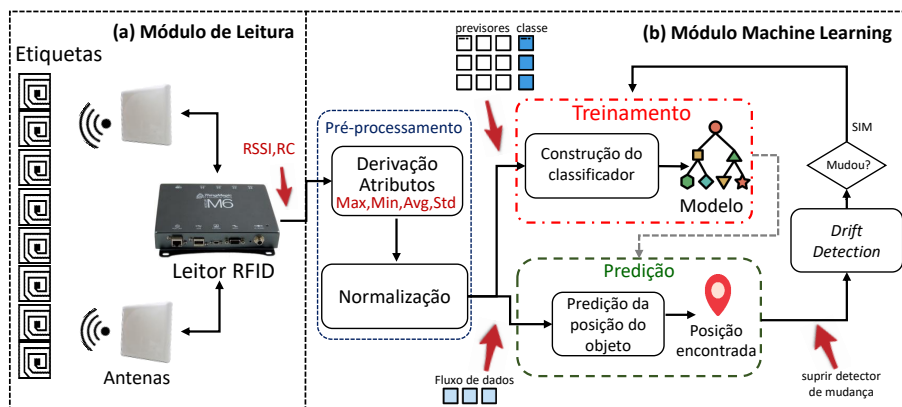 (a) Módulo de Leitura
Etiquetas
RSSI,RC
M6
Leitor RFID
Antenas
previsores
classe
(b) Módulo Machine Learning
Pré-processamento
Derivação
Atributos
Max,Min,Avg,Std
Normalização
Treinamento
Construção do
classificador
Modelo
SIM
Mudou?
Drift
Detection
Predição
Predição da
posição do
objeto
Posição
encontrada
Fluxo de dados
suprir detector
de mudança